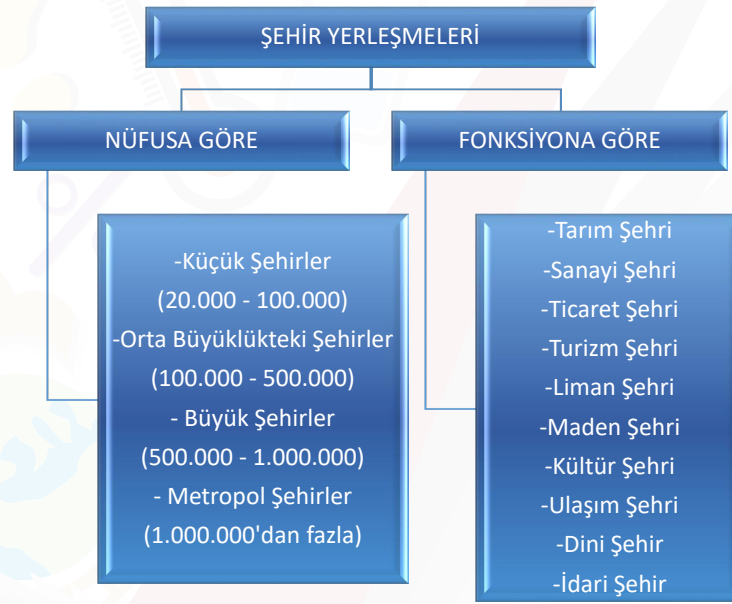 ŞEHİR YERLEŞMELERİ
NÜFUSA GÖRE
-Küçük Şehirler
(20.000 - 100.000)
-Orta Büyüklükteki Şehirler
(100.000 - 500.000)
- Büyük Şehirler
(500.000 - 1.000.000)
- Metropol Şehirler
(1.000.000'dan fazla)
FONKSİYONA GÖRE
-Tarım Şehri
-Sanayi Şehri
-Ticaret Şehri
-Turizm Şehri
-Liman Şehri
-Maden Şehri
-Kültür Şehri
-Ulaşım Şehri
-Dini Şehir
-İdari Şehir